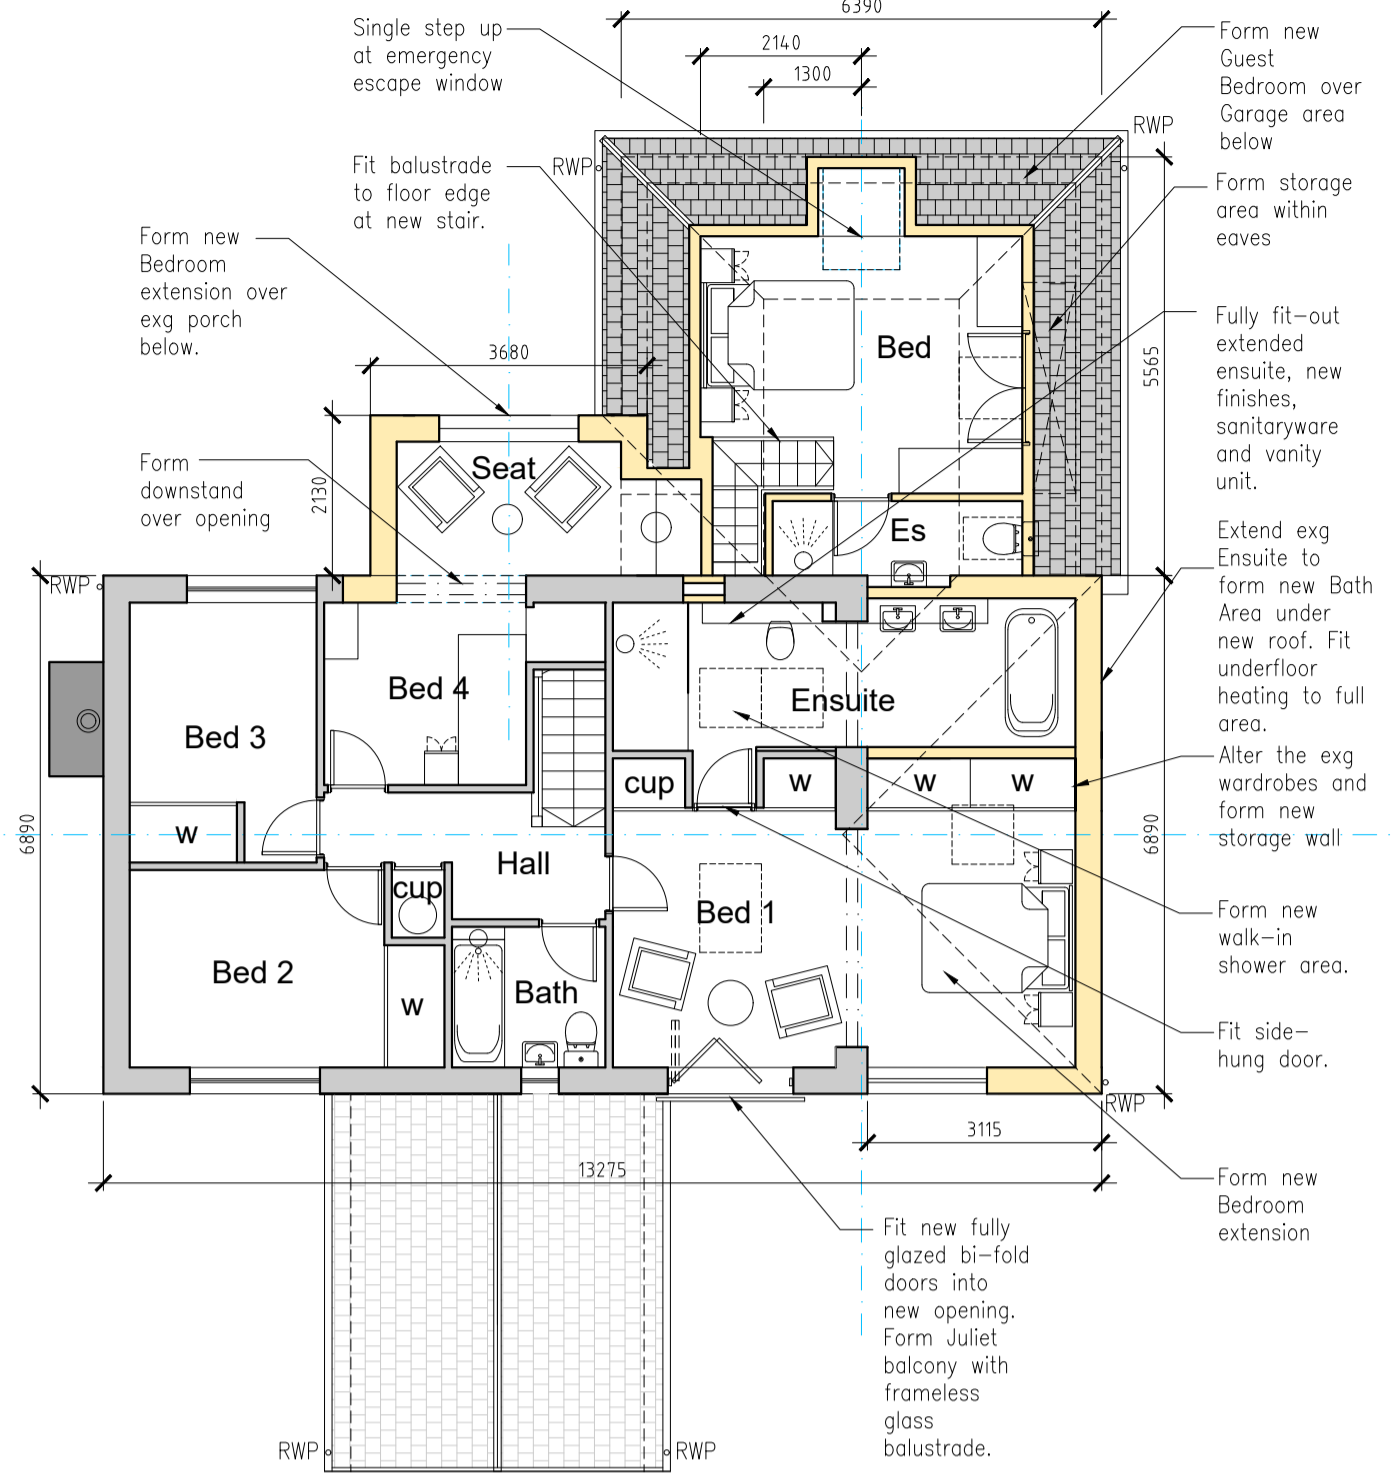 6390
Single step up
at emergency
escape window
2140
1300
Form new
Guest
Bedroom over
Garage area
below
RWP
RWP
Fit balustrade
to floor edge
at new stair.
Form storage
area within
eaves
Form new
Bedroom
extension over
exg porch
below.
Fully fit-out
extended
ensuite, new
finishes,
sanitaryware
and vanity
unit.
3680
Bed
5565
Form
downstand
over opening
2130
Seat
Es
Extend exg
Ensuite to
form new Bath
Area under
new roof. Fit
underfloor
heating to full
area.
RWP
Bed 3
Bed 4
Ensuite
cup
w
w
w
Alter the exg
wardrobes and
form new
storage wall
6890
w
Hall
cup
6890
Bed 1
Form new
walk-in
shower area.
Bed 2
w
Bath
Fit side-
hung door.
RWP
3115
13275
Form new
Bedroom
extension
Fit new fully
glazed bi-fold
doors into
new opening.
Form Juliet
balcony with
frameless
glass
balustrade.
RWP
RWP